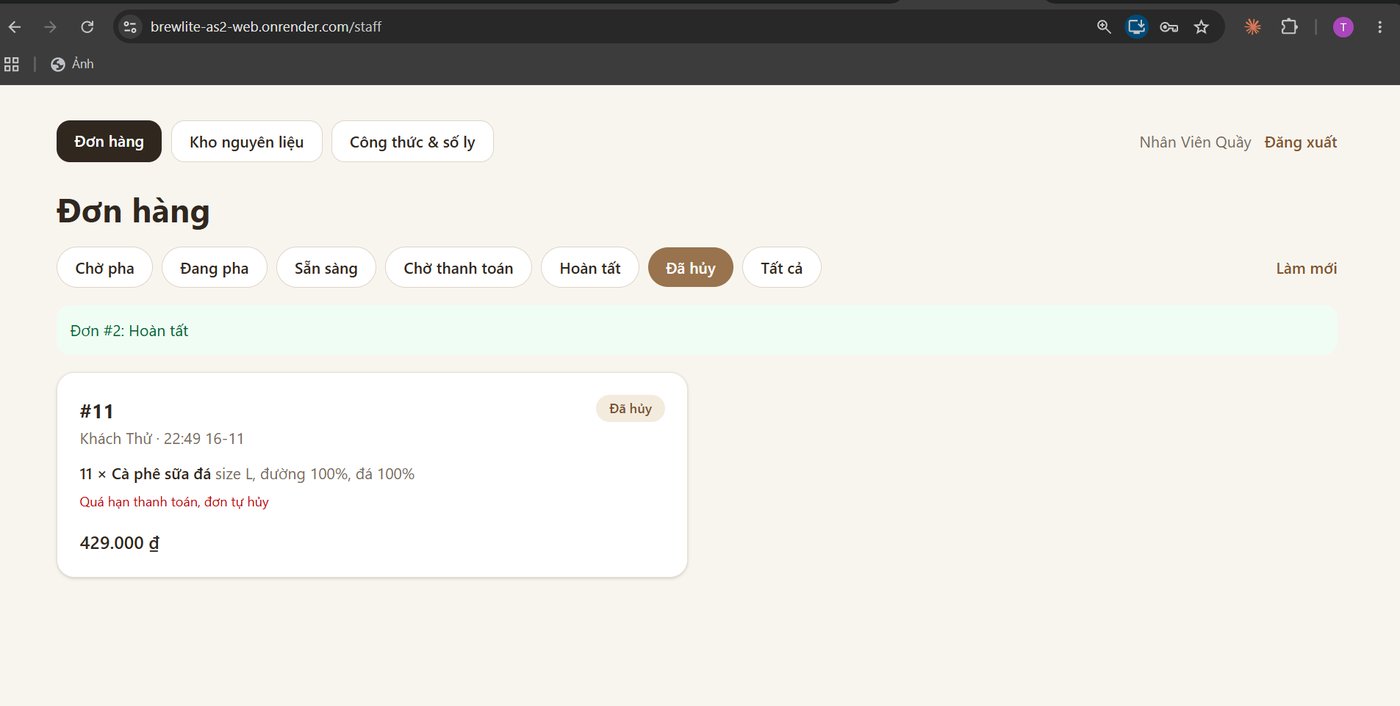 brewlite-as2-web.onrender.com/staff
T
Ảnh
Đơn hàng Kho nguyên liệu Công thức & số ly Nhân Viên Quầy Đăng xuất
Đơn hàng
Chờ pha Đang pha Sẵn sàng Chờ thanh toán Hoàn tất Đã hủy Tất cả Làm mới
Đơn #2: Hoàn tất
#11 Đã hủy
Khách Thử · 22:49 16-11
11 × Cà phê sữa đá size L, đường 100%, đá 100%
Quá hạn thanh toán, đơn tự hủy
429.000 ₫